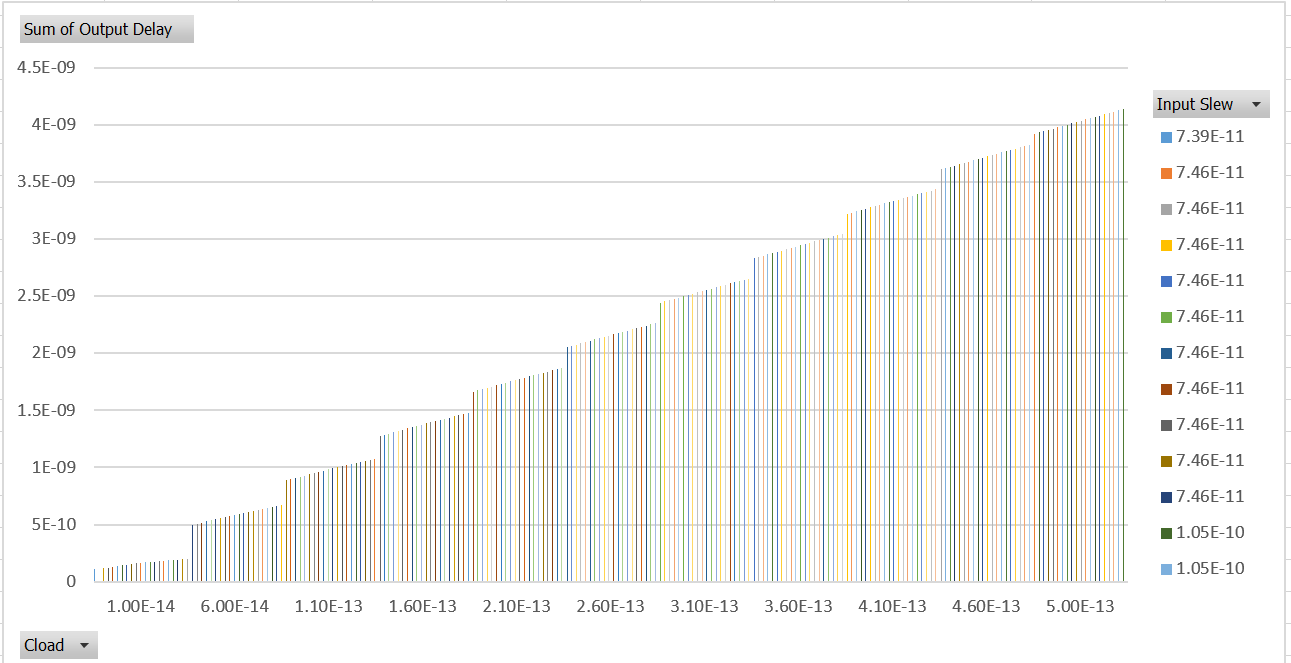 Sum of Output Delay
4.5E-09
4E-09
3.5E-09
3E-09
2.5E-09
2E-09
1.5E-09
1E-09
5E-10
0
1.00E-14 6.00E-14 1.10E-13 1.60E-13 2.10E-13 2.60E-13 3.10E-13 3.60E-13 4.10E-13 4.60E-13 5.00E-13
Cload
Input Slew
7.39E-11
7.46E-11
7.46E-11
7.46E-11
7.46E-11
7.46E-11
7.46E-11
7.46E-11
7.46E-11
7.46E-11
7.46E-11
1.05E-10
1.05E-10